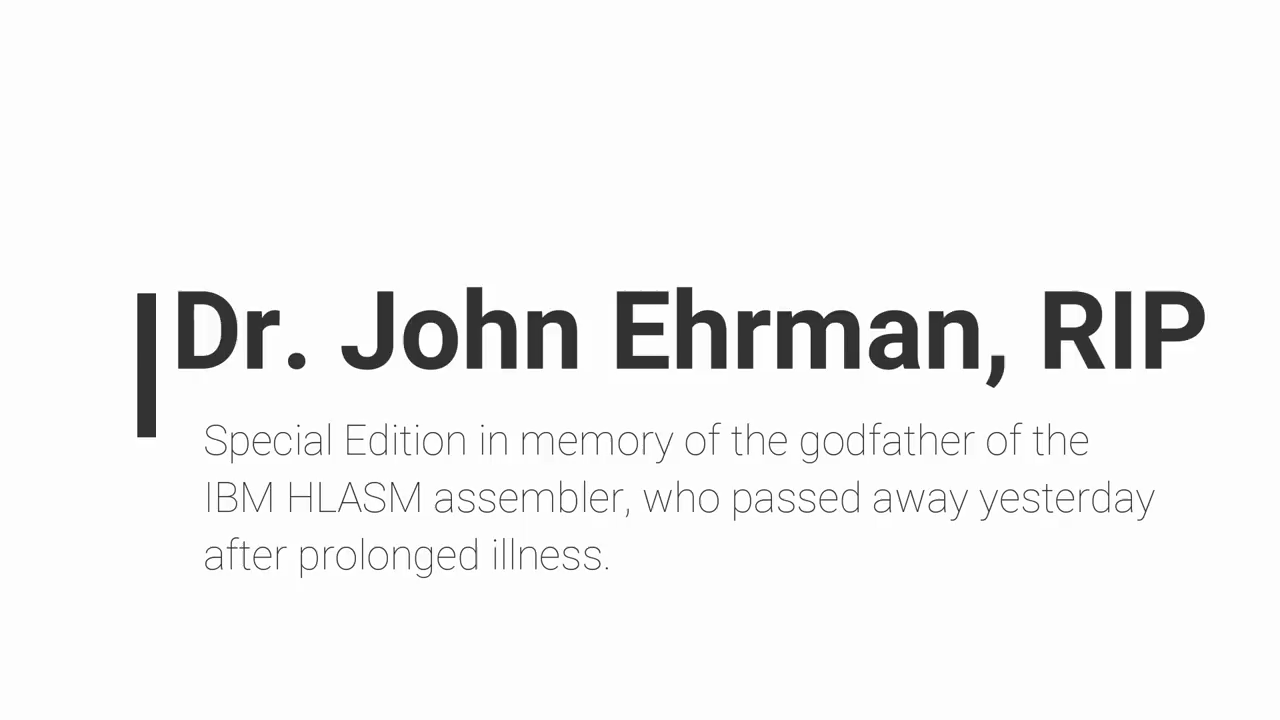 Dr. John Ehrman, RIP
Special Edition in memory of the godfather of the
IBM HLASM assembler, who passed away yesterday
after prolonged illness.